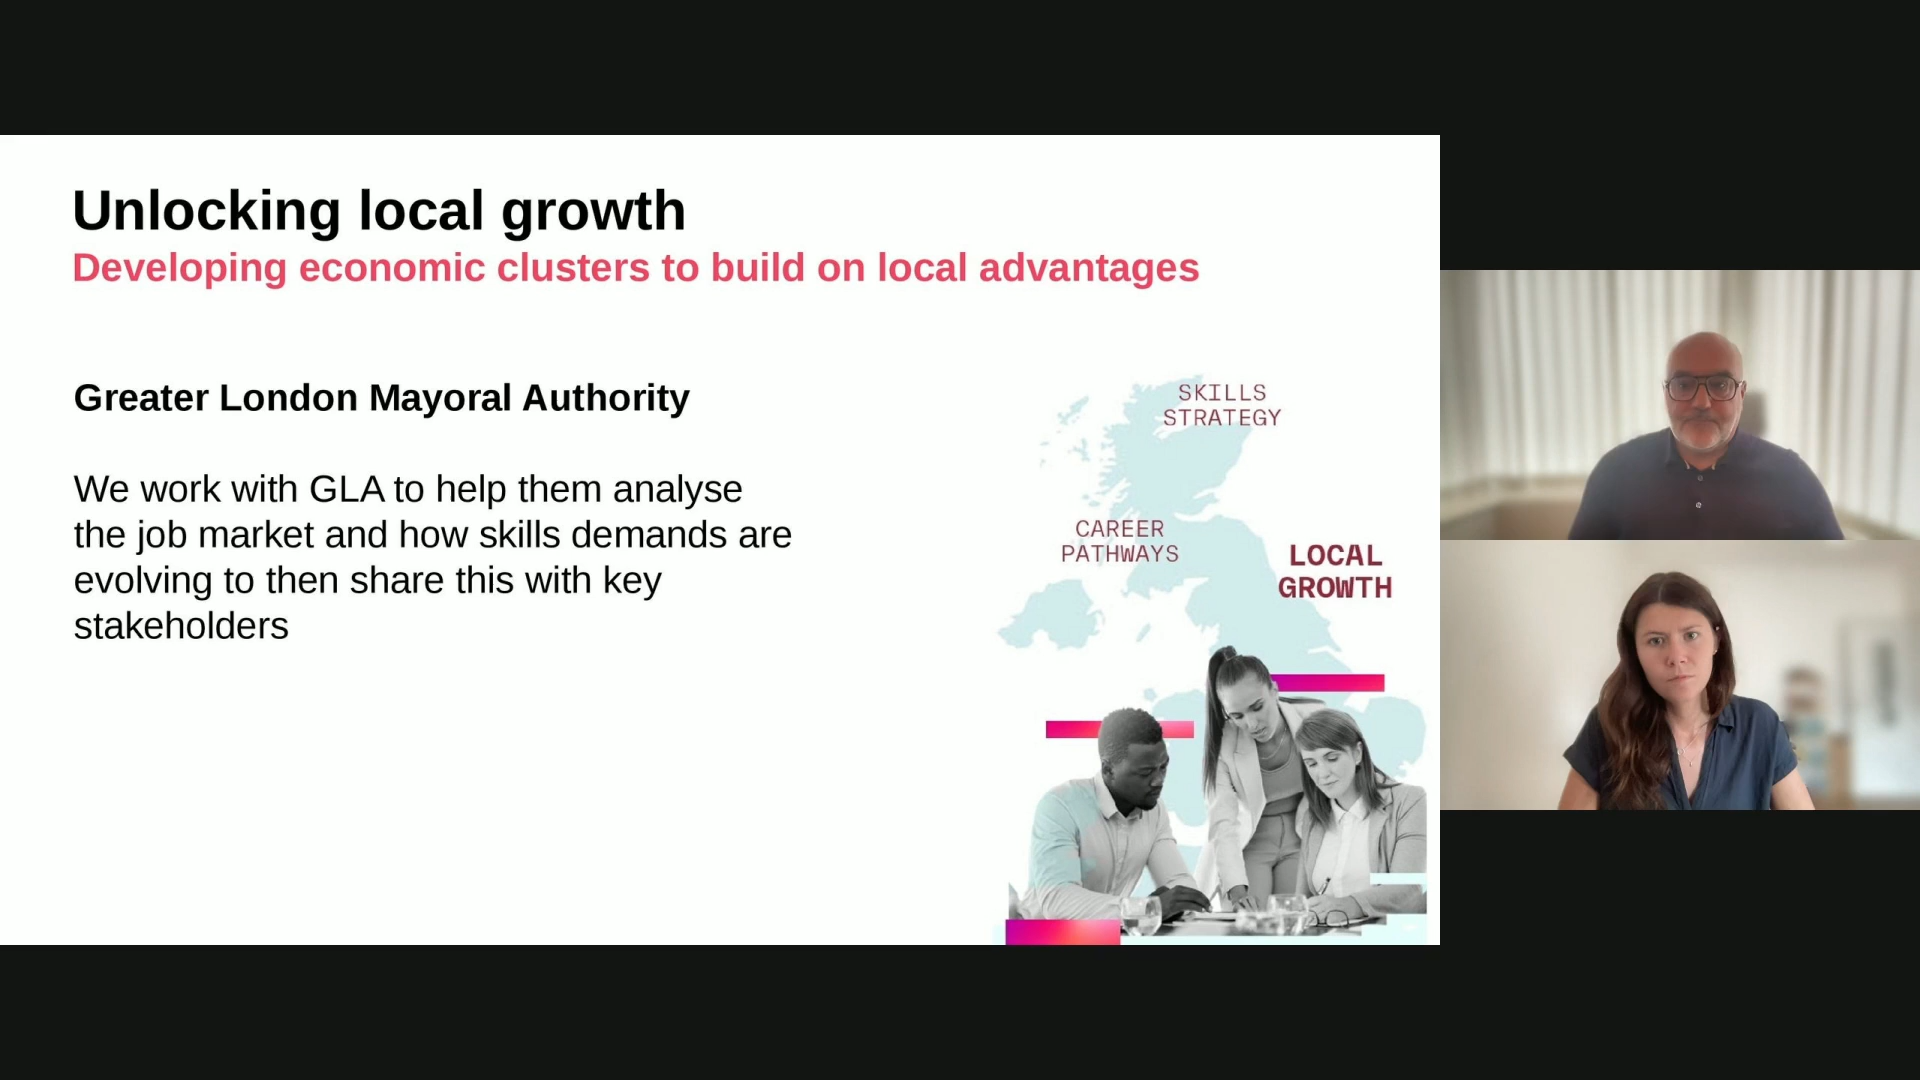 Unlocking local growth
Developing economic clusters to build on local advantages
Greater London Mayoral Authority
We work with GLA to help them analyse
the job market and how skills demands are
evolving to then share this with key
stakeholders
SKILLS
STRATEGY
CAREER
PATHWAYS
LOCAL
GROWTH